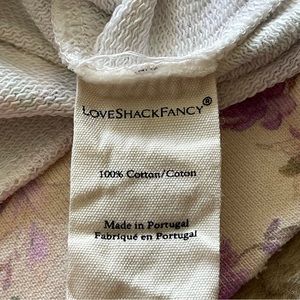 LOVESHACKFANCY®
100% Cotton/Coton
Made in Portugal
Fabriqué en Portugal